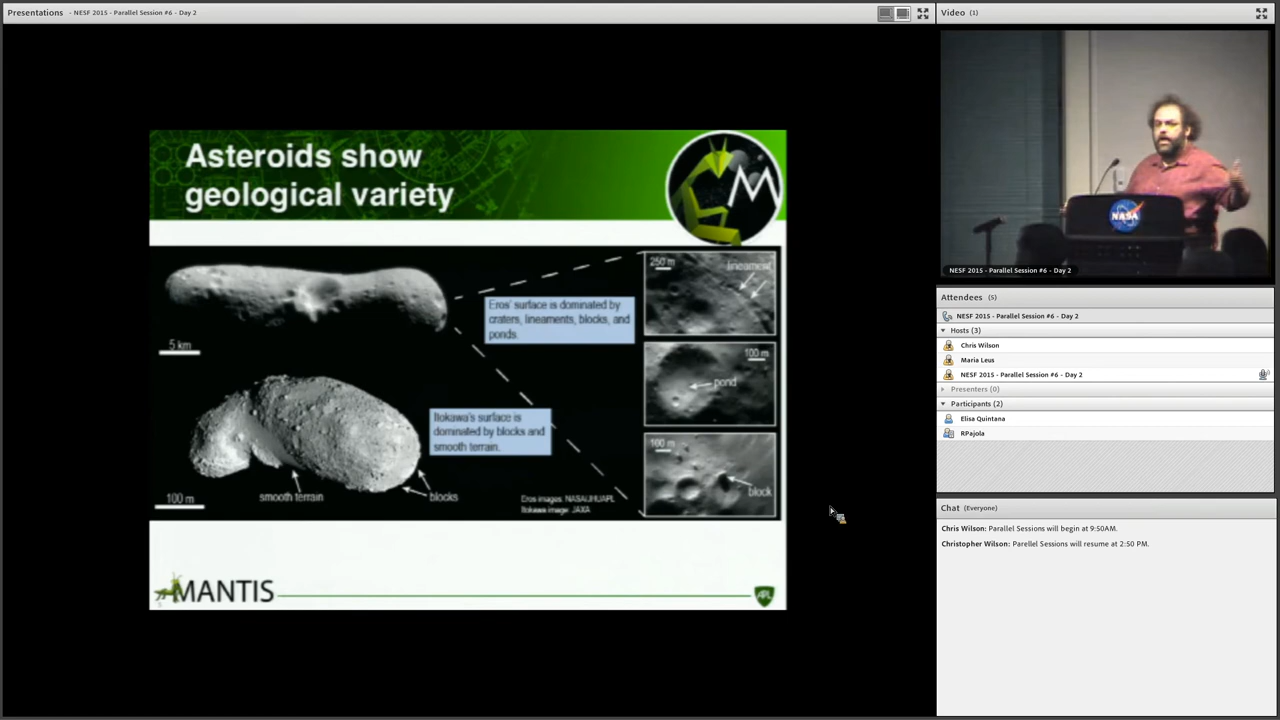 Presentations - NESF 2015 - Parallel Session #6 - Day 2
Asteroids show
geological variety
M
5 km
Eros' surface is dominated by
craters, lineaments, blocks, and
ponds.
250 m
lineament
100 m
pond
100 m
block
Itokawa's surface is
dominated by blocks and
smooth terrain.
100 m
smooth terrain
blocks
Eros images: NASA/JHUAPL
Itokawa image: JAXA
MANTIS
APL
Video (1)
NASA
NESF 2015 - Parallel Session #6 - Day 2
Attendees (5)
NESF 2015 - Parallel Session #6 - Day 2
Hosts (3)
Chris Wilson
Maria Leus
NESF 2015 - Parallel Session #6 - Day 2
Presenters (0)
Participants (2)
Elisa Quintana
RPajola
Chat (Everyone)
Chris Wilson: Parallel Sessions will begin at 9:50AM.
Christopher Wilson: Parellel Sessions will resume at 2:50 PM.